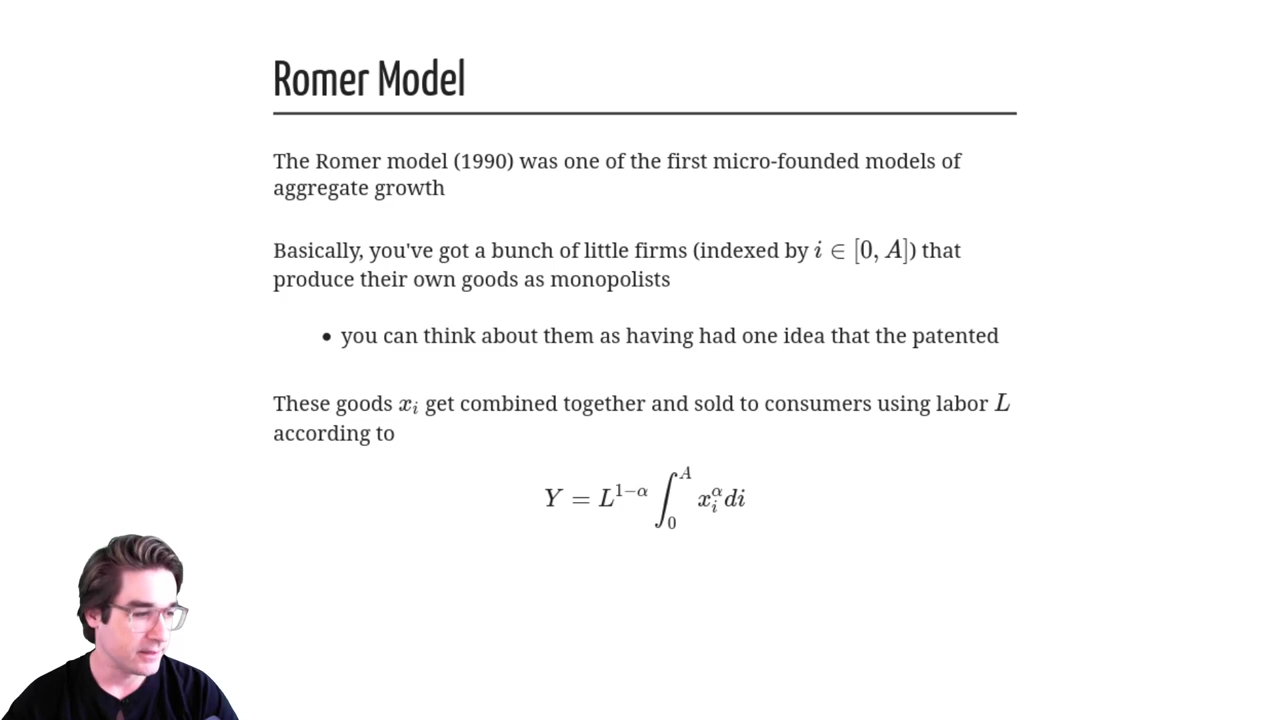 Romer Model
The Romer model (1990) was one of the first micro-founded models of
aggregate growth
Basically, you've got a bunch of little firms (indexed by i ∈ [0, A]) that
produce their own goods as monopolists
• you can think about them as having had one idea that the patented
These goods xᵢ get combined together and sold to consumers using labor L
according to
Y = L^{1−α} ∫_0^A x_i^α di